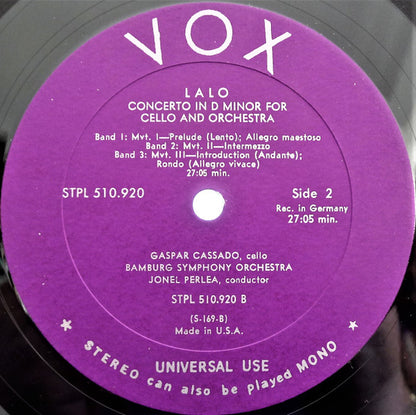 VOX
LALO
CONCERTO IN D MINOR FOR
CELLO AND ORCHESTRA
Band 1: Mvt. I—Prelude (Lento); Allegro maestoso
Band 2: Mvt. II—Intermezzo
Band 3: Mvt. III—Introduction (Andante);
Rondo (Allegro vivace)
27:05 min.
STPL 510.920
Side 2
Rec. in Germany
27:05 min.
GASPAR CASSADO, cello
BAMBURG SYMPHONY ORCHESTRA
JONEL PERLEA, conductor
STPL 510.920 B
(S-169-B)
Made in U.S.A.
UNIVERSAL USE
★ STEREO can also be played MONO ★